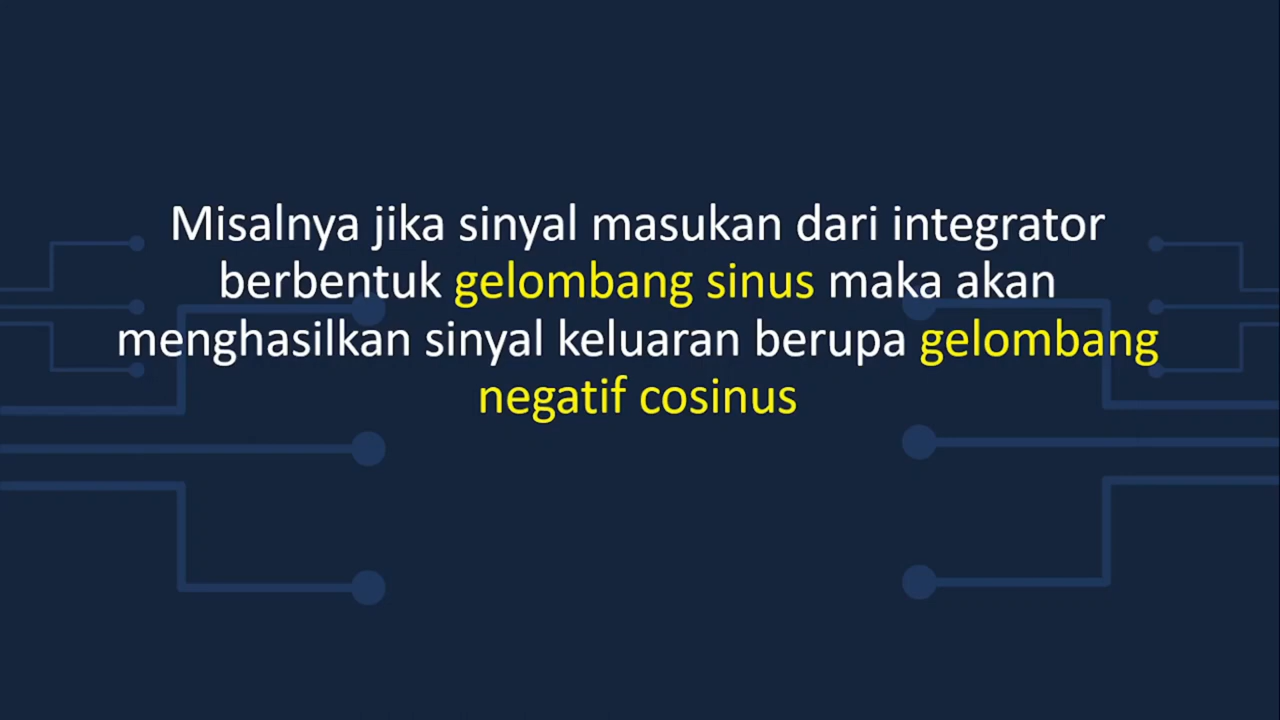 Misalnya jika sinyal masukan dari integrator
berbentuk gelombang sinus maka akan
menghasilkan sinyal keluaran berupa gelombang
negatif cosinus